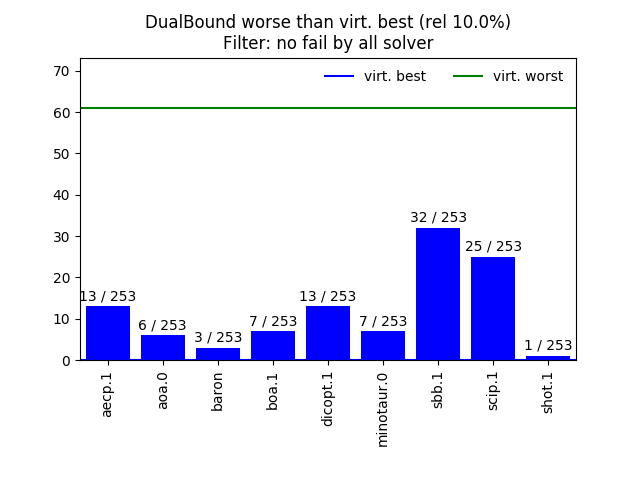 DualBound worse than virt. best (rel 10.0%)
Filter: no fail by all solver
virt. best
virt. worst
70
60
50
40
30
20
10
0
13 / 253
6 / 253
3 / 253
7 / 253
13 / 253
7 / 253
32 / 253
25 / 253
1 / 253
aecp.1
aoa.0
baron
boa.1
dicopt.1
minotaur.0
sbb.1
scip.1
shot.1